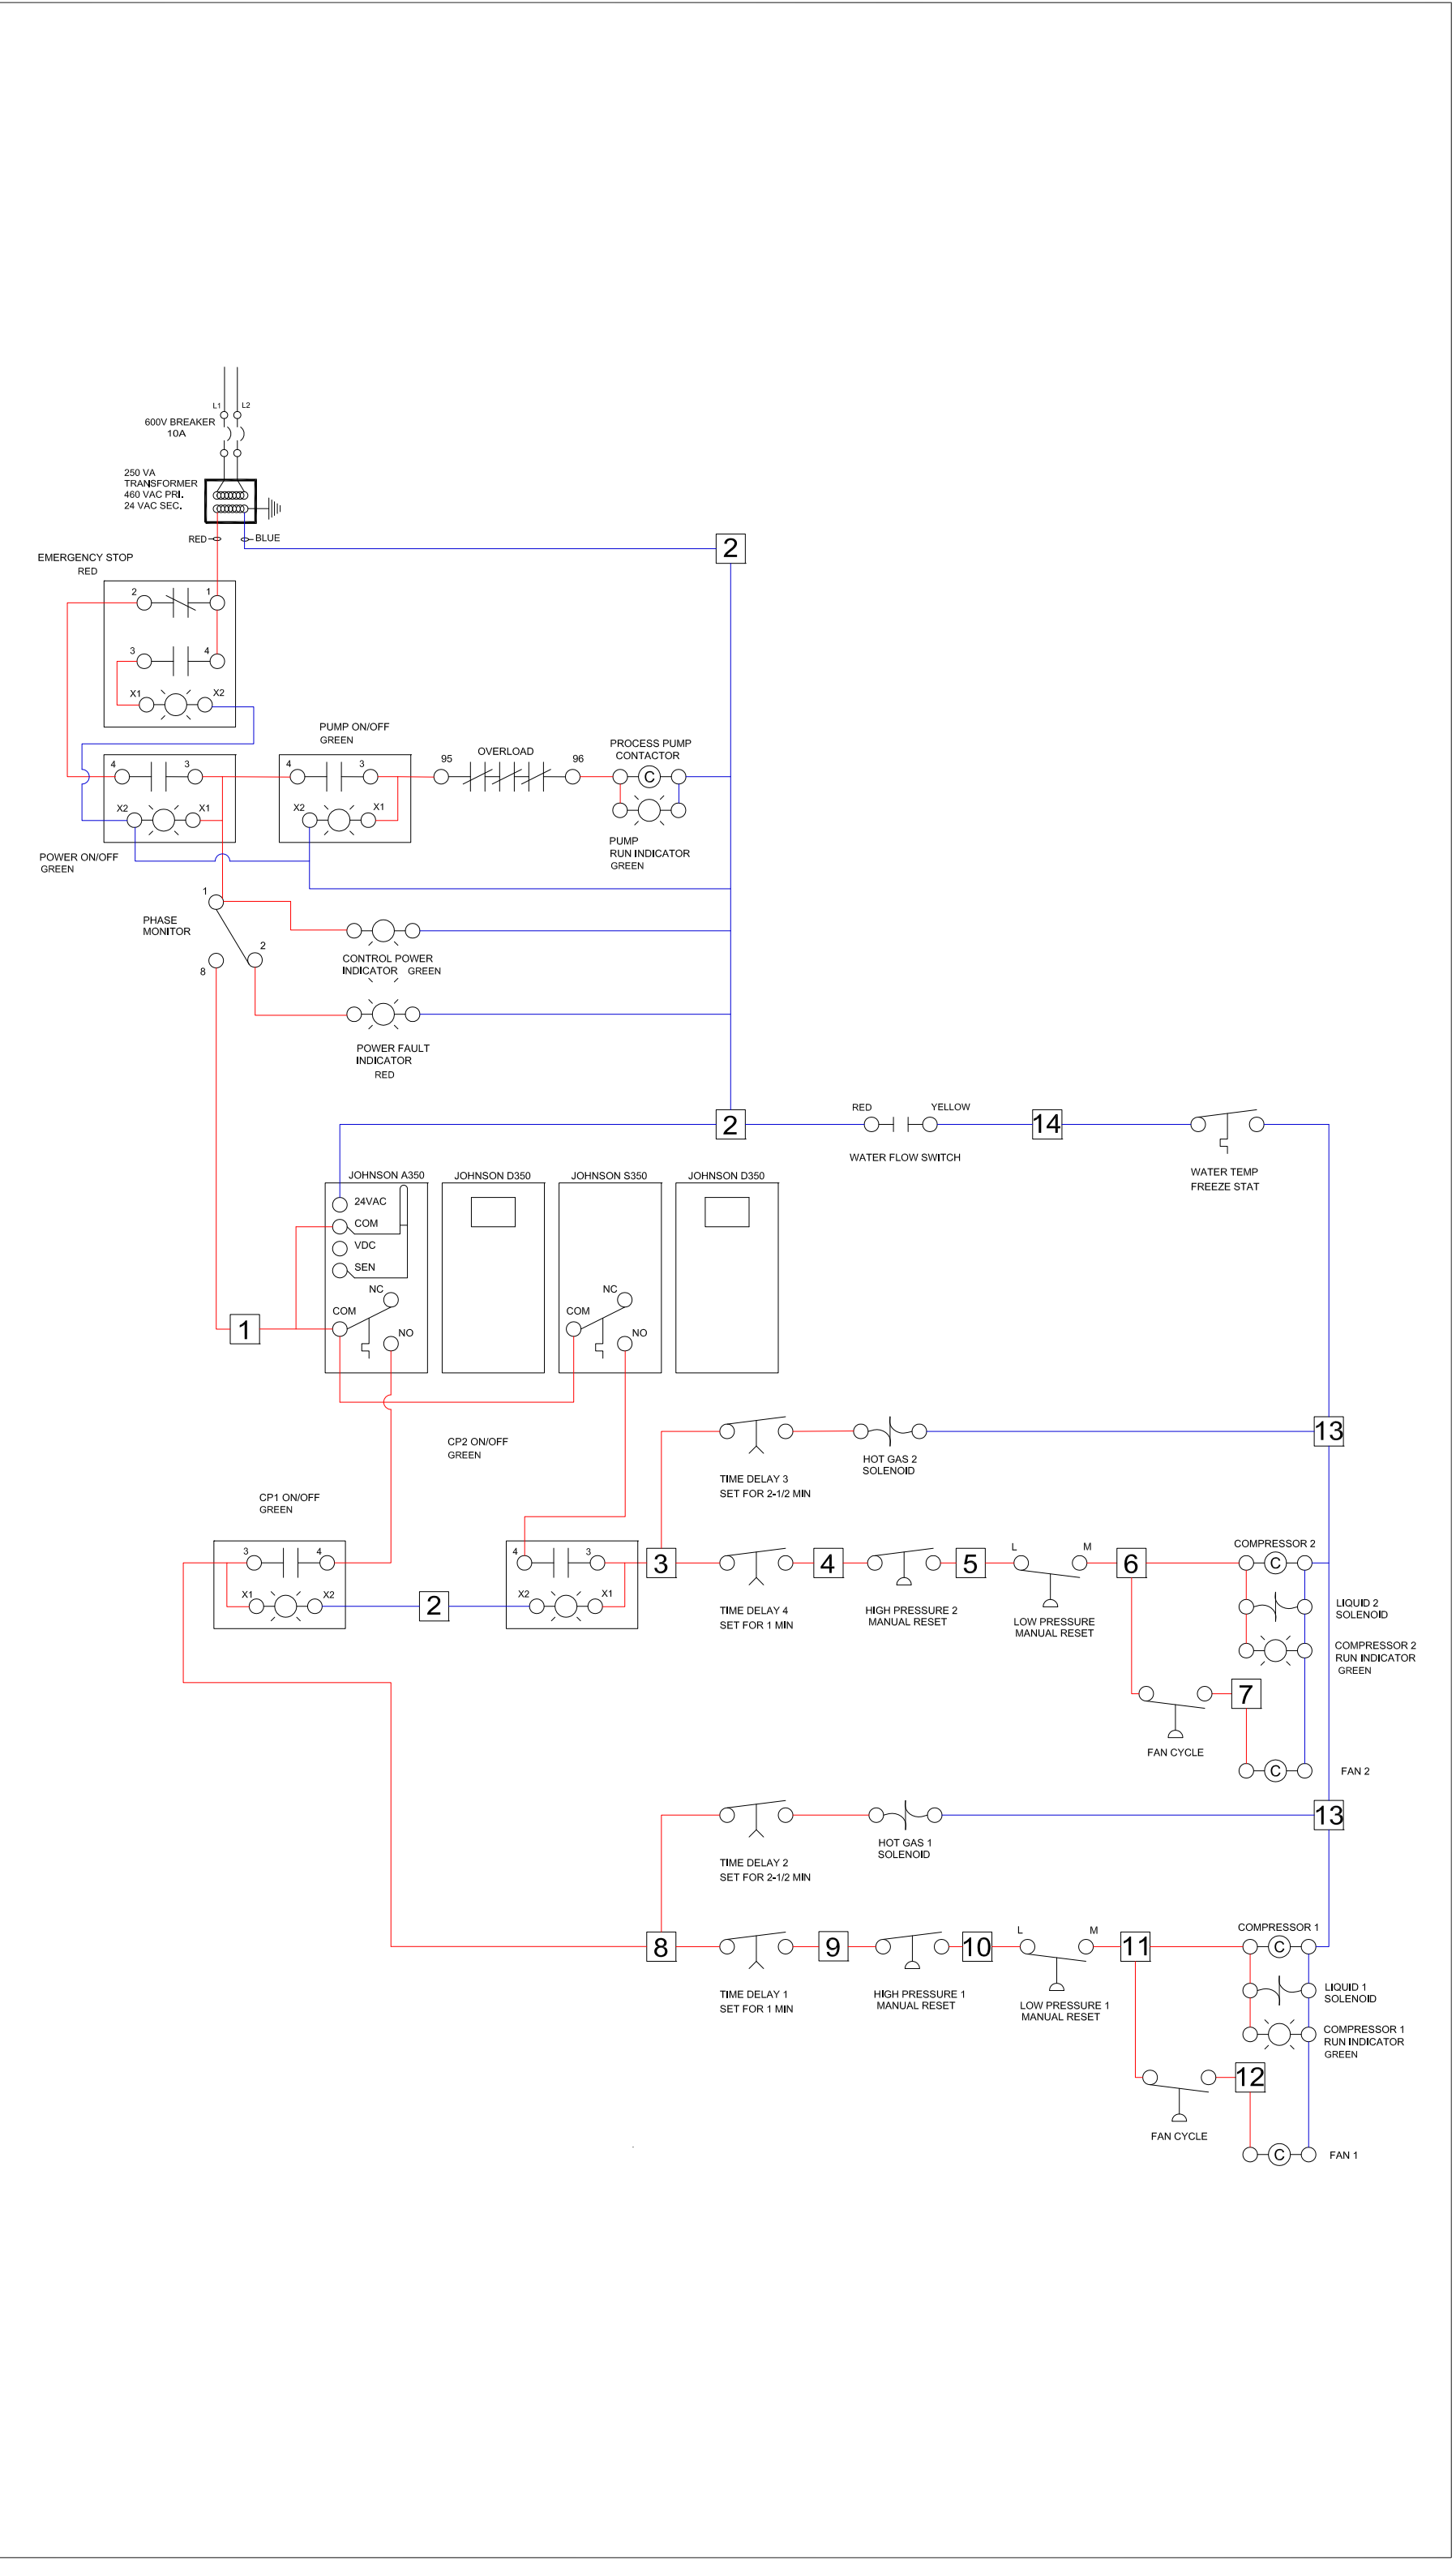 L1 L2
600V BREAKER
10A
250 VA
TRANSFORMER
460 VAC PRI.
24 VAC SEC.
RED BLUE
2
EMERGENCY STOP
RED
2 1
3 4
X1 X2
PUMP ON/OFF
GREEN
4 3
X2 X1
POWER ON/OFF
GREEN
4 3
X2 X1
95 OVERLOAD 96
PROCESS PUMP
CONTACTOR
C
PUMP
RUN INDICATOR
GREEN
1
PHASE
MONITOR
2
8
CONTROL POWER
INDICATOR GREEN
POWER FAULT
INDICATOR
RED
2
RED YELLOW
WATER FLOW SWITCH
14
WATER TEMP
FREEZE STAT
JOHNSON A350
JOHNSON D350
JOHNSON S350
JOHNSON D350
24VAC
COM
VDC
SEN
NC
COM
NO
NC
COM
NO
1
CP2 ON/OFF
GREEN
CP1 ON/OFF
GREEN
3 4
X1 X2
2
4 3
X2 X1
TIME DELAY 3
SET FOR 2-1/2 MIN
HOT GAS 2
SOLENOID
13
3
TIME DELAY 4
SET FOR 1 MIN
4
HIGH PRESSURE 2
MANUAL RESET
5
L M
LOW PRESSURE
MANUAL RESET
6
COMPRESSOR 2
C
LIQUID 2
SOLENOID
COMPRESSOR 2
RUN INDICATOR
GREEN
7
FAN CYCLE
C
FAN 2
TIME DELAY 2
SET FOR 2-1/2 MIN
HOT GAS 1
SOLENOID
13
8
TIME DELAY 1
SET FOR 1 MIN
9
HIGH PRESSURE 1
MANUAL RESET
10
L M
LOW PRESSURE 1
MANUAL RESET
11
COMPRESSOR 1
C
LIQUID 1
SOLENOID
COMPRESSOR 1
RUN INDICATOR
GREEN
12
FAN CYCLE
C
FAN 1